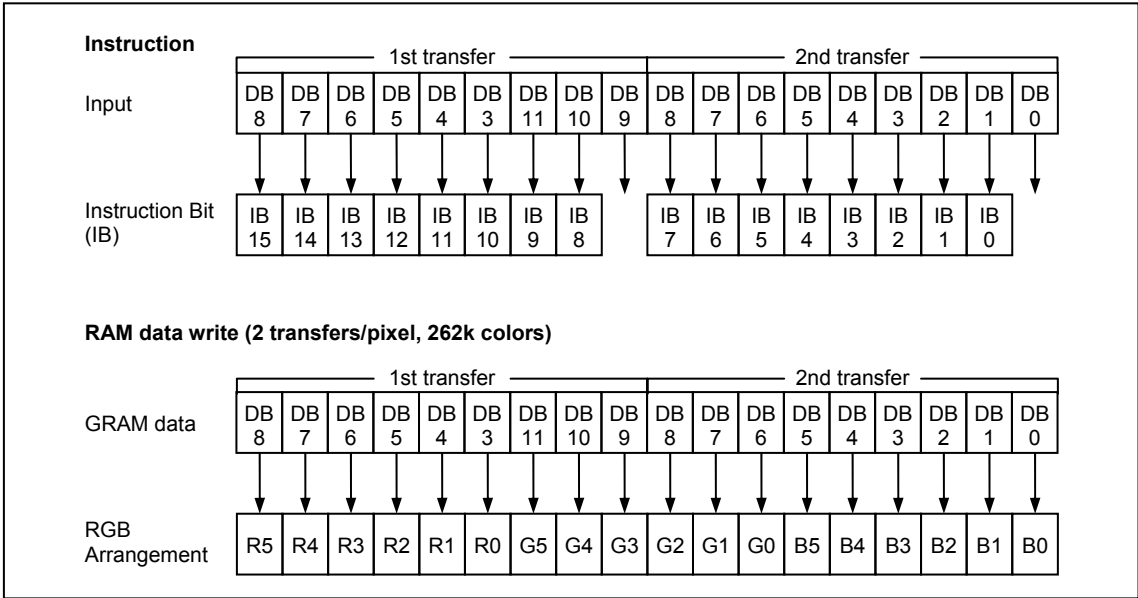 Instruction
1st transfer 2nd transfer
Input DB 8 DB 7 DB 6 DB 5 DB 4 DB 3 DB 11 DB 10 DB 9 DB 8 DB 7 DB 6 DB 5 DB 4 DB 3 DB 2 DB 1 DB 0
Instruction Bit (IB) IB 15 IB 14 IB 13 IB 12 IB 11 IB 10 IB 9 IB 8 IB 7 IB 6 IB 5 IB 4 IB 3 IB 2 IB 1 IB 0
RAM data write (2 transfers/pixel, 262k colors)
1st transfer 2nd transfer
GRAM data DB 8 DB 7 DB 6 DB 5 DB 4 DB 3 DB 11 DB 10 DB 9 DB 8 DB 7 DB 6 DB 5 DB 4 DB 3 DB 2 DB 1 DB 0
RGB Arrangement R5 R4 R3 R2 R1 R0 G5 G4 G3 G2 G1 G0 B5 B4 B3 B2 B1 B0